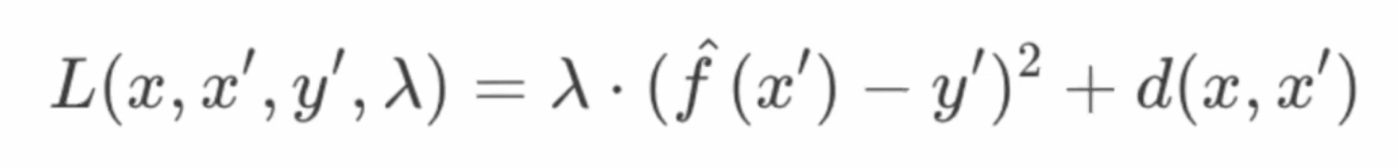 L(x, x′, y′, λ) = λ · (f̂(x′) − y′)² + d(x, x′)